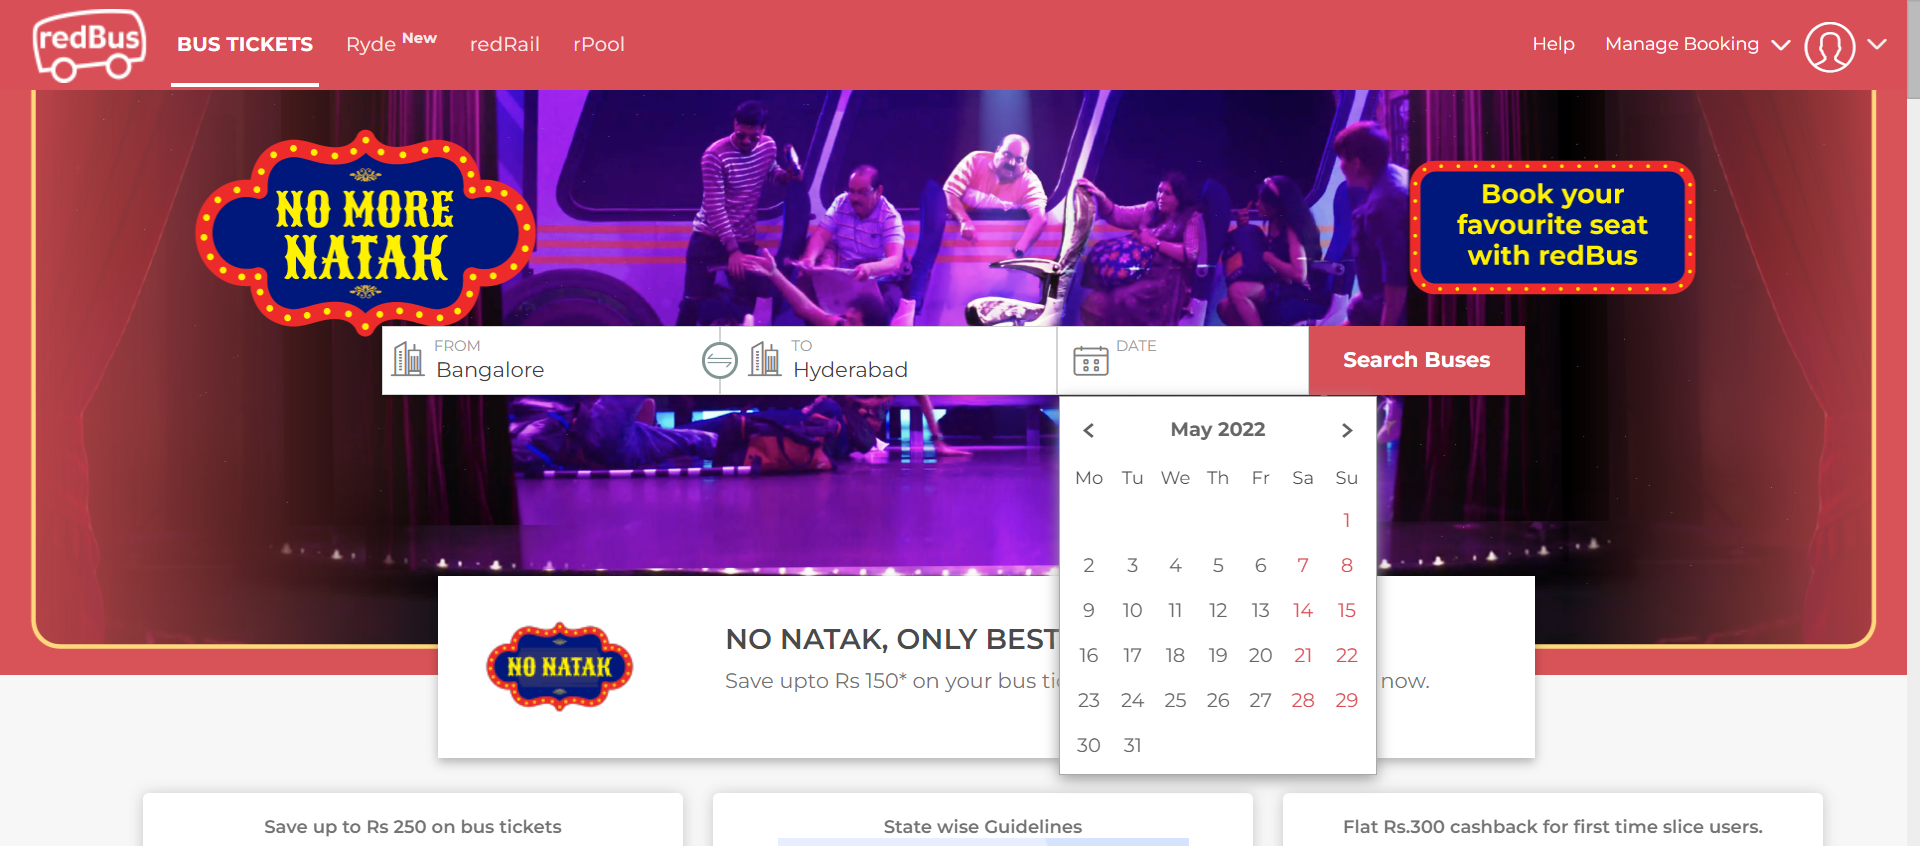 redBus
BUS TICKETS
Ryde New
redRail
rPool
Help
Manage Booking
NO MORE
NATAK
Book your
favourite seat
with redBus
FROM
Bangalore
TO
Hyderabad
DATE
Search Buses
< May 2022 >
Mo Tu We Th Fr Sa Su
1
2 3 4 5 6 7 8
9 10 11 12 13 14 15
16 17 18 19 20 21 22
23 24 25 26 27 28 29
30 31
NO NATAK
NO NATAK, ONLY BEST
Save upto Rs 150* on your bus tic now.
Save up to Rs 250 on bus tickets
State wise Guidelines
Flat Rs.300 cashback for first time slice users.